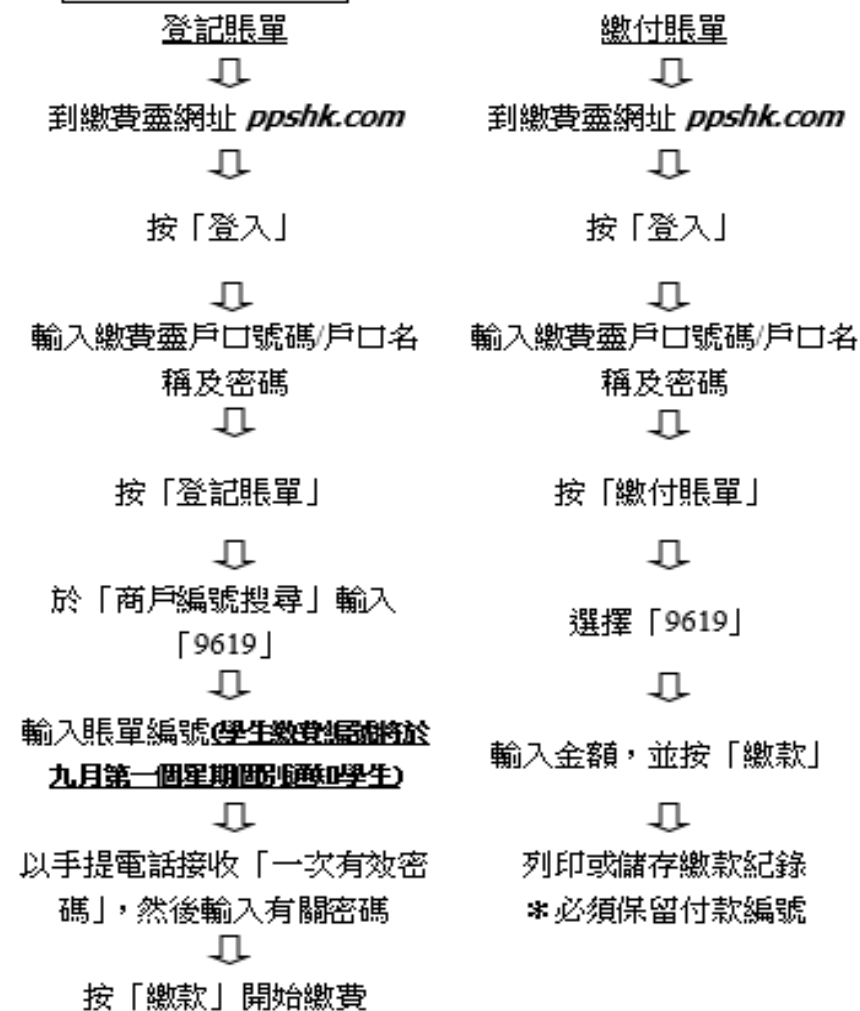 登記賬單
到繳費靈網址 ppshk.com
按「登入」
輸入繳費靈戶口號碼/戶口名
稱及密碼
按「登記賬單」
於「商戶編號搜尋」輸入
「9619」
輸入賬單編號(學生繳費編號將於
九月第一個星期個別通知學生)
以手提電話接收「一次有效密
碼」，然後輸入有關密碼
按「繳款」開始繳費
繳付賬單
到繳費靈網址 ppshk.com
按「登入」
輸入繳費靈戶口號碼/戶口名
稱及密碼
按「繳付賬單」
選擇「9619」
輸入金額，並按「繳款」
列印或儲存繳款紀錄
*必須保留付款編號